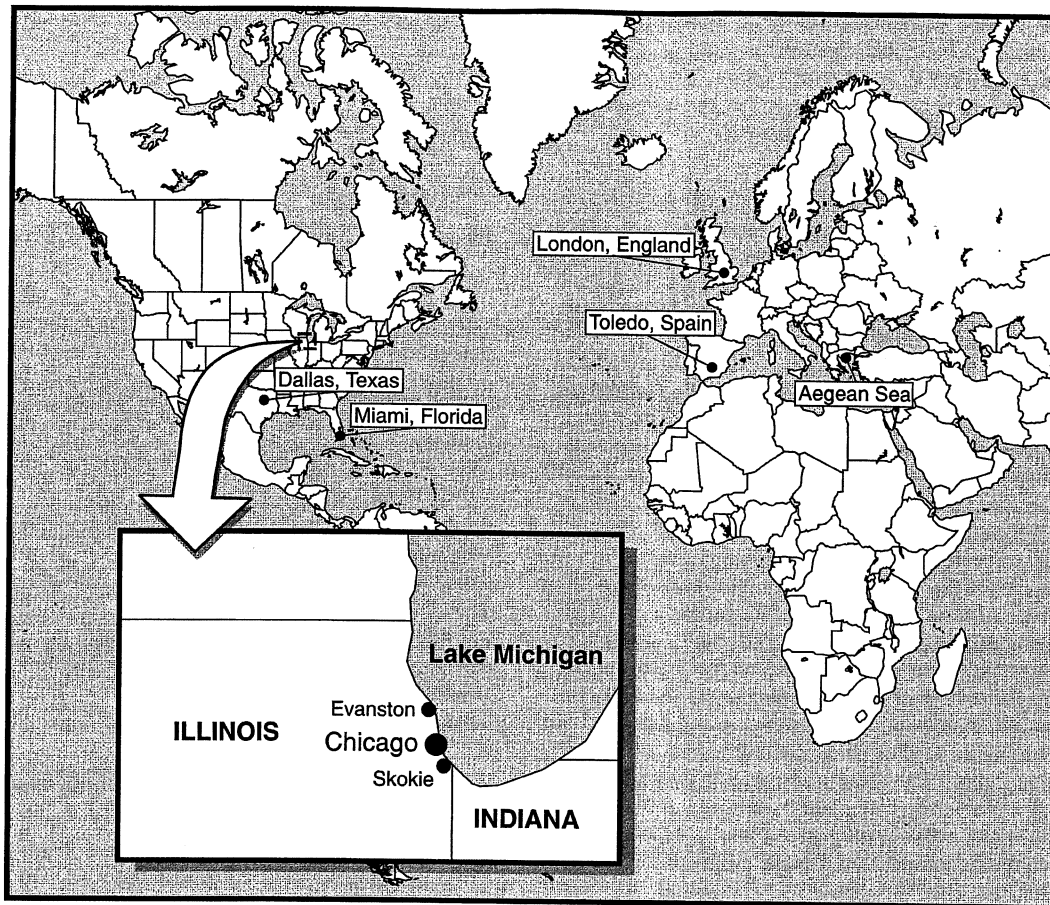 London, England
Toledo, Spain
Dallas, Texas
Aegean Sea
Miami, Florida
Lake Michigan
Evanston
ILLINOIS
Chicago
Skokie
INDIANA